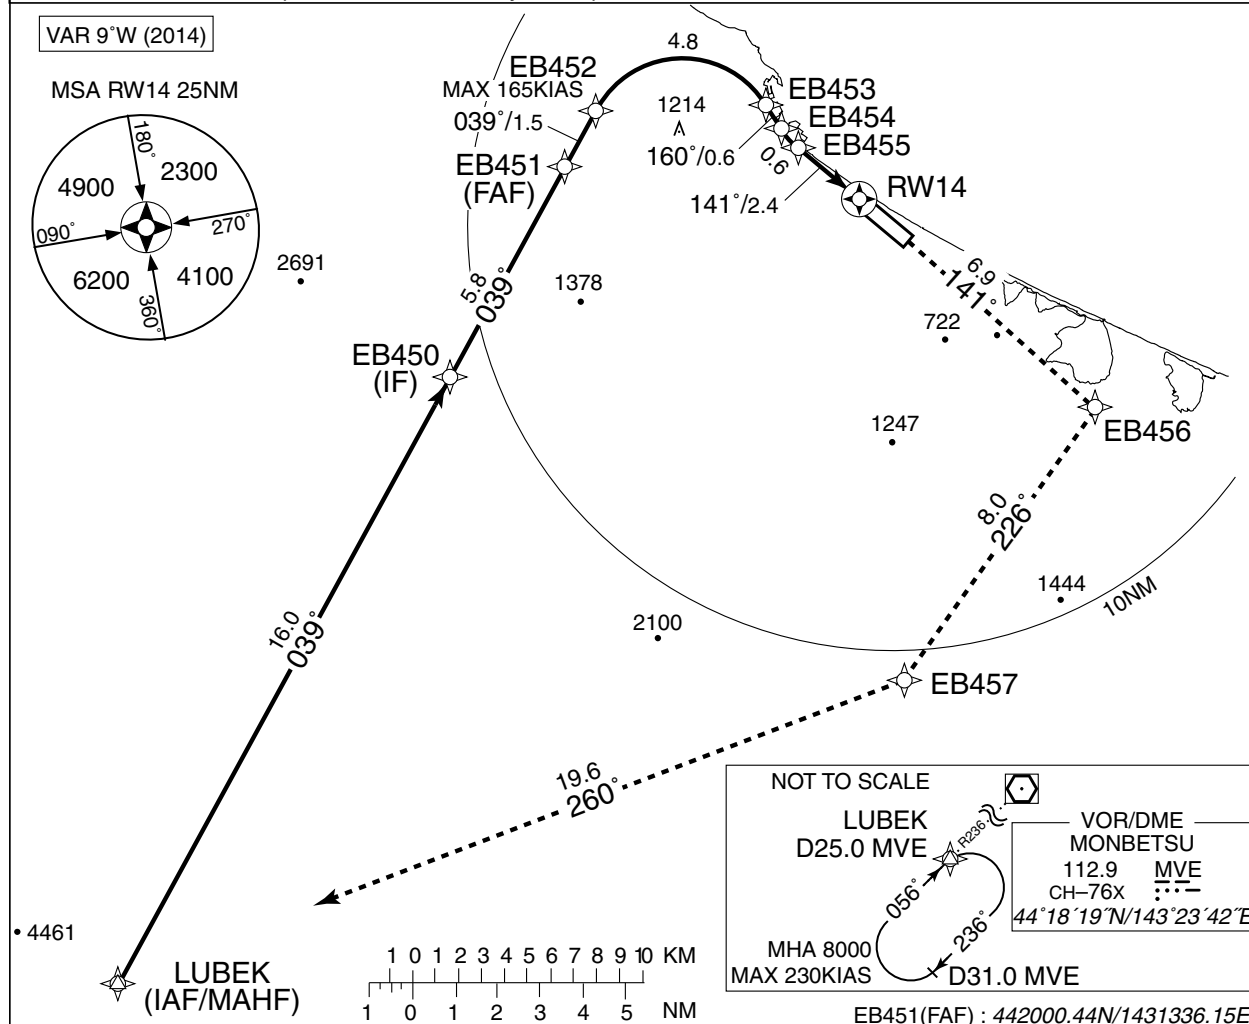 VAR 9°W (2014)
MSA RW14 25NM
180°
4900
2300
090°
270°
6200
4100
360°
2691
4.8
EB452
MAX 165KIAS
039°/1.5
EB451
(FAF)
1214
160°/0.6
0.6
141°/2.4
EB453
EB454
EB455
RW14
5.8
039°
1378
6.9
141°
722
EB450
(IF)
1247
EB456
8.0
226°
1444
10NM
16.0
039°
2100
EB457
19.6
260°
4461
LUBEK
(IAF/MAHF)
1 0 1 2 3 4 5 6 7 8 9 10 KM
1 0 1 2 3 4 5 NM
NOT TO SCALE
LUBEK
D25.0 MVE
R236
056°
236°
MHA 8000
MAX 230KIAS
D31.0 MVE
VOR/DME
MONBETSU
112.9 MVE
CH–76X
44°18´19˝N/143°23´42˝E
EB451(FAF) : 442000.44N/1431336.15E